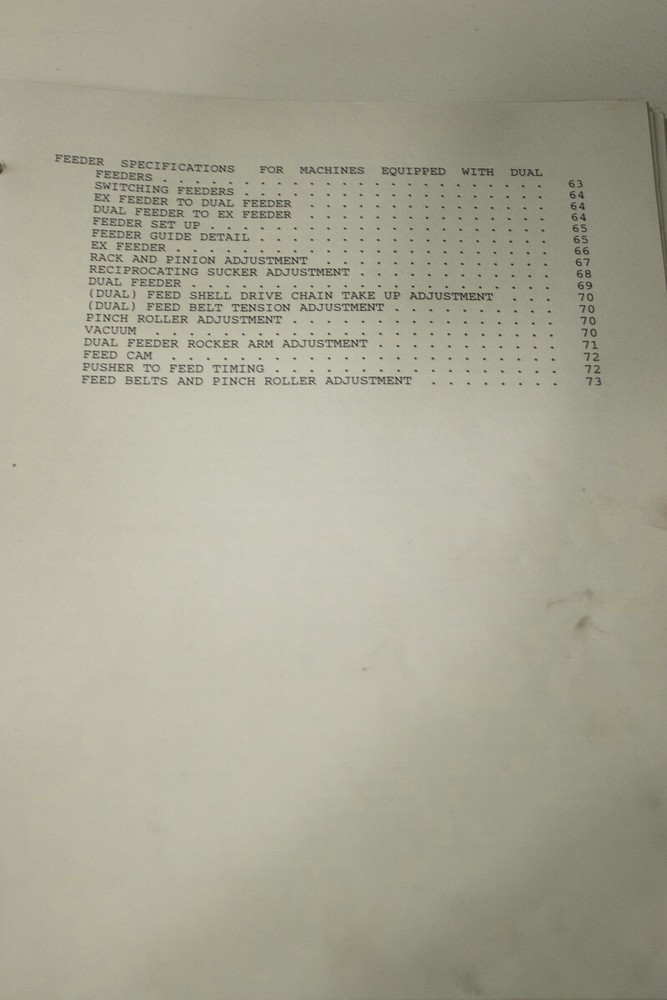 FEEDER SPECIFICATIONS FOR MACHINES EQUIPPED WITH DUAL
FEEDERS . . . . . . . . . . . . . . . . . . . . . . . 63
SWITCHING FEEDERS . . . . . . . . . . . . . . . . . . 64
EX FEEDER TO DUAL FEEDER . . . . . . . . . . . . . . 64
DUAL FEEDER TO EX FEEDER . . . . . . . . . . . . . . 64
FEEDER SET UP . . . . . . . . . . . . . . . . . . . . 65
FEEDER GUIDE DETAIL . . . . . . . . . . . . . . . . . 65
EX FEEDER . . . . . . . . . . . . . . . . . . . . . . 66
RACK AND PINION ADJUSTMENT . . . . . . . . . . . . . 67
RECIPROCATING SUCKER ADJUSTMENT . . . . . . . . . . . 68
DUAL FEEDER . . . . . . . . . . . . . . . . . . . . . 69
(DUAL) FEED SHELL DRIVE CHAIN TAKE UP ADJUSTMENT . . . 70
(DUAL) FEED BELT TENSION ADJUSTMENT . . . . . . . . . 70
PINCH ROLLER ADJUSTMENT . . . . . . . . . . . . . . . 70
VACUUM . . . . . . . . . . . . . . . . . . . . . . . 70
DUAL FEEDER ROCKER ARM ADJUSTMENT . . . . . . . . . . 71
FEED CAM . . . . . . . . . . . . . . . . . . . . . . 72
PUSHER TO FEED TIMING . . . . . . . . . . . . . . . . 72
FEED BELTS AND PINCH ROLLER ADJUSTMENT . . . . . . . 73